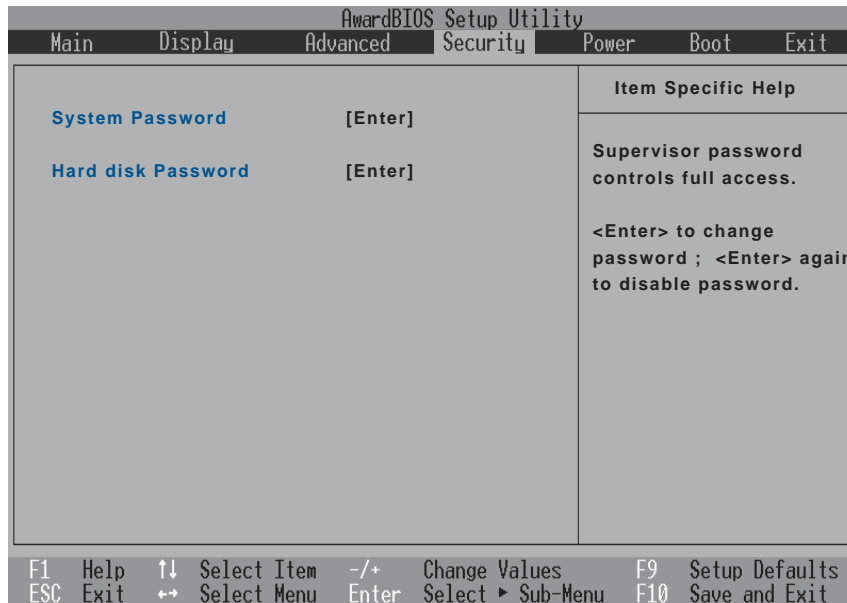 AwardBIOS Setup Utility
Main Display Advanced Security Power Boot Exit
System Password [Enter]
Hard disk Password [Enter]
Item Specific Help
Supervisor password
controls full access.
<Enter> to change
password ; <Enter> again
to disable password.
F1 Help ↑↓ Select Item -/+ Change Values F9 Setup Defaults
ESC Exit ←→ Select Menu Enter Select ▸ Sub-Menu F10 Save and Exit